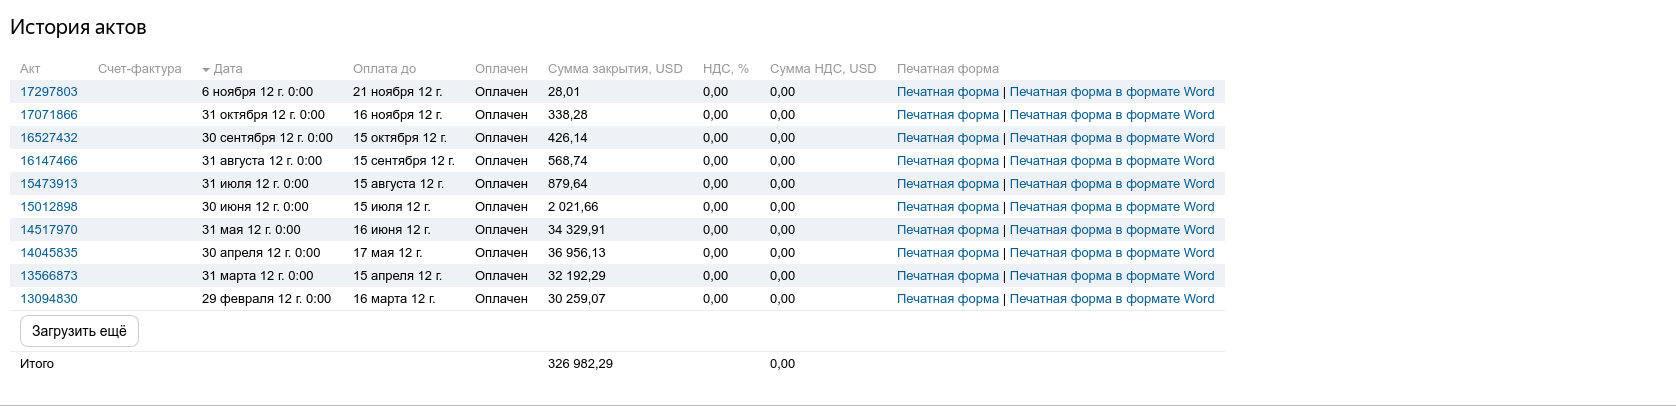 История актов
Акт Счет-фактура Дата Оплата до Оплачен Сумма закрытия, USD НДС, % Сумма НДС, USD Печатная форма
17297803 6 ноября 12 г. 0:00 21 ноября 12 г. Оплачен 28,01 0,00 0,00 Печатная форма | Печатная форма в формате Word
17071866 31 октября 12 г. 0:00 16 ноября 12 г. Оплачен 338,28 0,00 0,00 Печатная форма | Печатная форма в формате Word
16527432 30 сентября 12 г. 0:00 15 октября 12 г. Оплачен 426,14 0,00 0,00 Печатная форма | Печатная форма в формате Word
16147466 31 августа 12 г. 0:00 15 сентября 12 г. Оплачен 568,74 0,00 0,00 Печатная форма | Печатная форма в формате Word
15473913 31 июля 12 г. 0:00 15 августа 12 г. Оплачен 879,64 0,00 0,00 Печатная форма | Печатная форма в формате Word
15012898 30 июня 12 г. 0:00 15 июля 12 г. Оплачен 2 021,66 0,00 0,00 Печатная форма | Печатная форма в формате Word
14517970 31 мая 12 г. 0:00 16 июня 12 г. Оплачен 34 329,91 0,00 0,00 Печатная форма | Печатная форма в формате Word
14045835 30 апреля 12 г. 0:00 17 мая 12 г. Оплачен 36 956,13 0,00 0,00 Печатная форма | Печатная форма в формате Word
13566873 31 марта 12 г. 0:00 15 апреля 12 г. Оплачен 32 192,29 0,00 0,00 Печатная форма | Печатная форма в формате Word
13094830 29 февраля 12 г. 0:00 16 марта 12 г. Оплачен 30 259,07 0,00 0,00 Печатная форма | Печатная форма в формате Word
Загрузить ещё
Итого 326 982,29 0,00